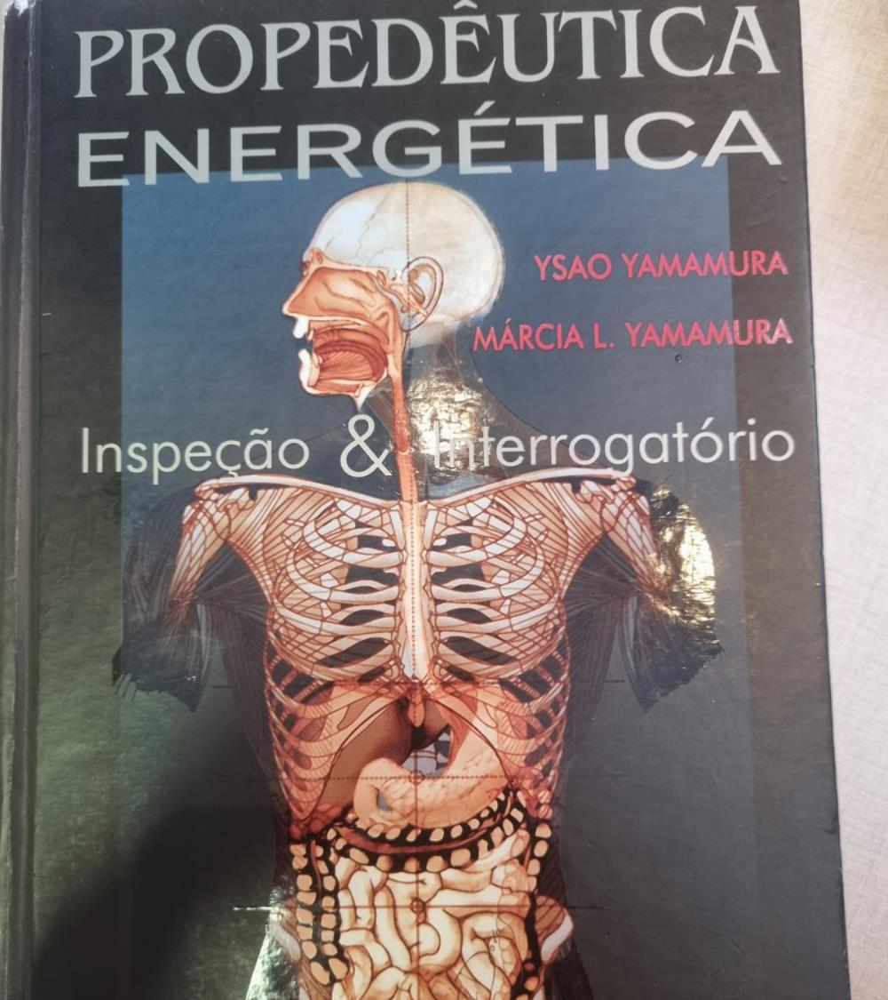 PROPEDÊUTICA
ENERGÉTICA
YSAO YAMAMURA
MÁRCIA L. YAMAMURA
Inspeção & Interrogatório